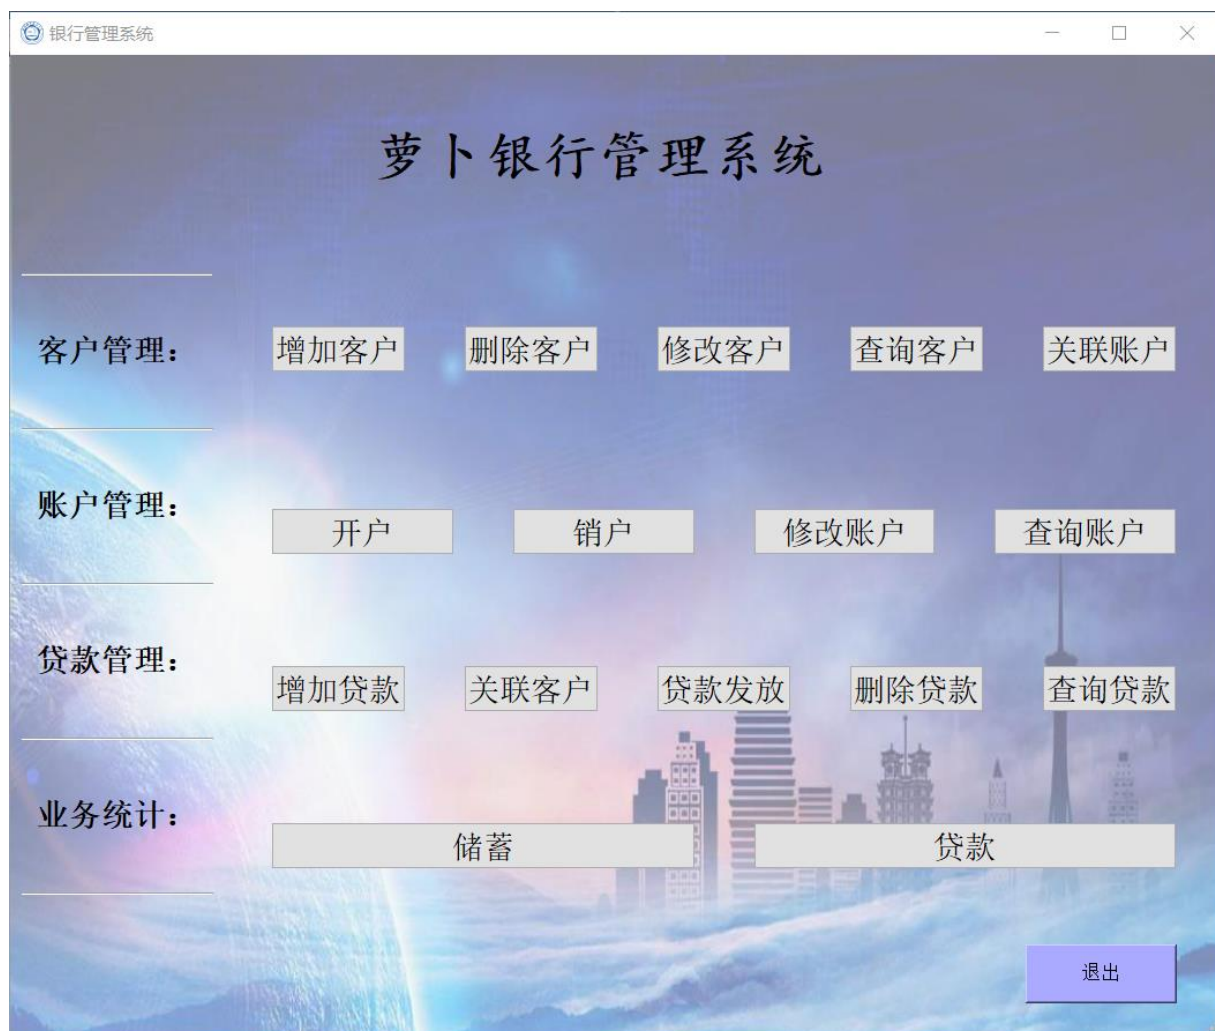 银行管理系统
萝卜银行管理系统
客户管理： 增加客户 删除客户 修改客户 查询客户 关联账户
账户管理： 开户 销户 修改账户 查询账户
贷款管理： 增加贷款 关联客户 贷款发放 删除贷款 查询贷款
业务统计： 储蓄 贷款
退出